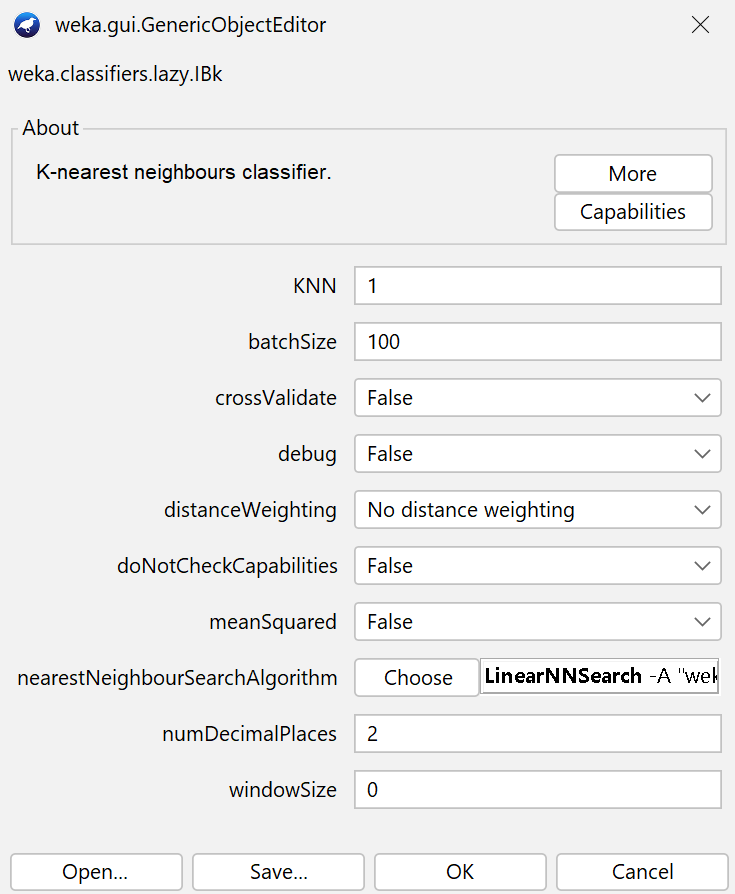 weka.gui.GenericObjectEditor
weka.classifiers.lazy.IBk
About
K-nearest neighbours classifier.
More
Capabilities
KNN 1
batchSize 100
crossValidate False
debug False
distanceWeighting No distance weighting
doNotCheckCapabilities False
meanSquared False
nearestNeighbourSearchAlgorithm Choose LinearNNSearch -A "wek
numDecimalPlaces 2
windowSize 0
Open... Save... OK Cancel